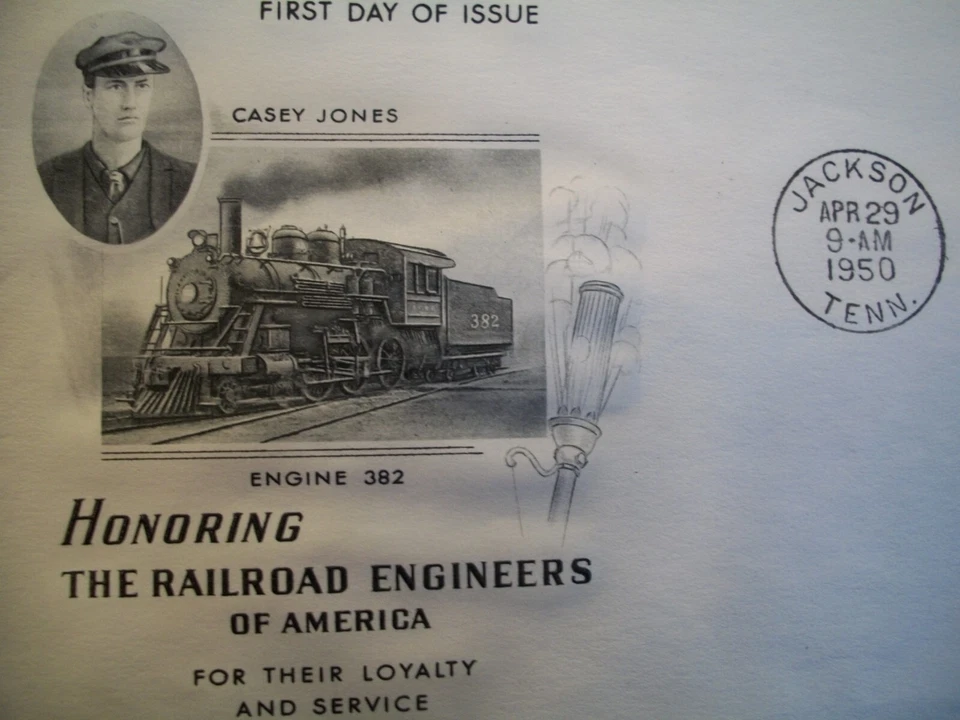 FIRST DAY OF ISSUE
CASEY JONES
382
ENGINE 382
HONORING
THE RAILROAD ENGINEERS
OF AMERICA
FOR THEIR LOYALTY
AND SERVICE
JACKSON
APR 29
9-AM
1950
TENN.